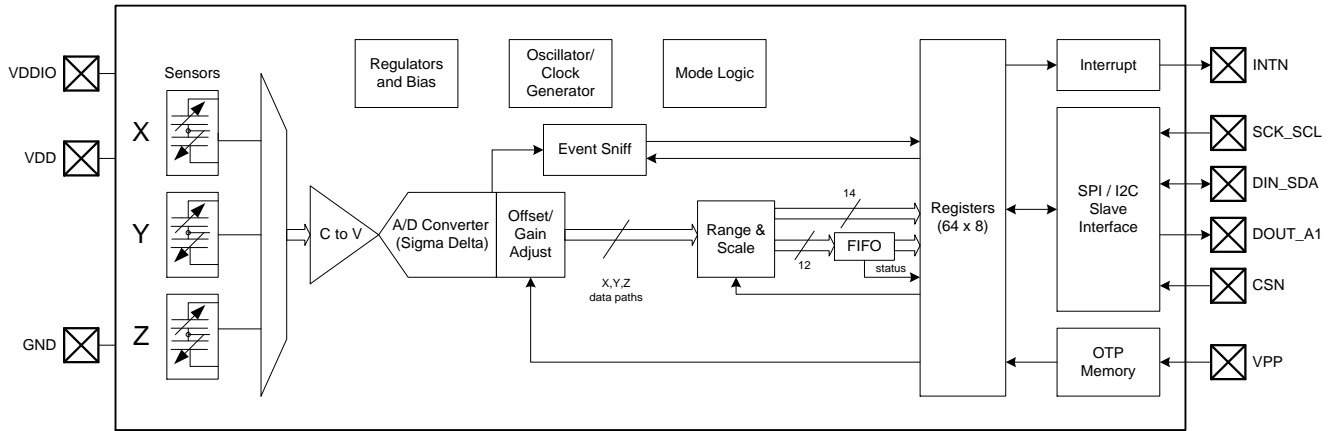 VDDIO
VDD
GND
Sensors
X
Y
Z
Regulators
and Bias
Oscillator/
Clock
Generator
Mode Logic
Event Sniff
C to V
A/D Converter
(Sigma Delta)
Offset/
Gain
Adjust
X,Y,Z
data paths
Range &
Scale
14
12
FIFO
status
Registers
(64 x 8)
Interrupt
SPI / I2C
Slave
Interface
OTP
Memory
INTN
SCK_SCL
DIN_SDA
DOUT_A1
CSN
VPP